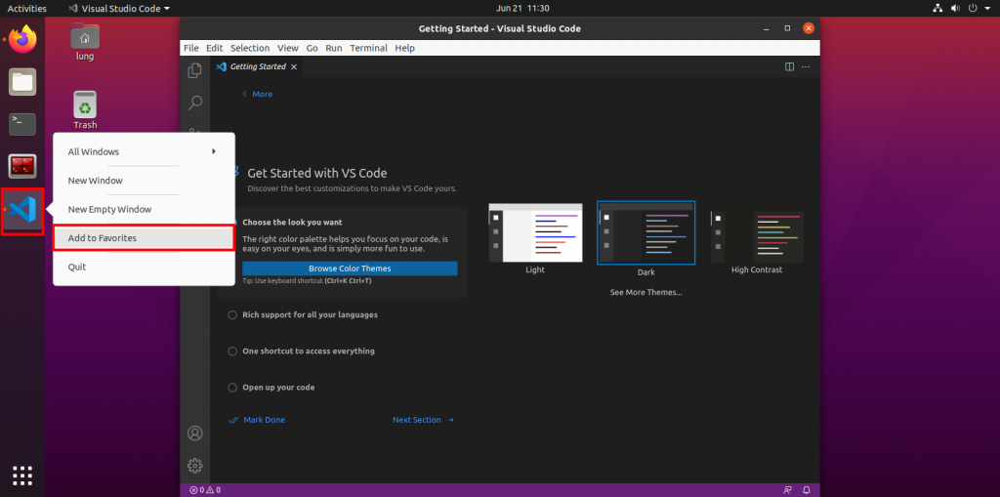 Activities
Visual Studio Code
Jun 21 11:30
lung
Trash
Getting Started - Visual Studio Code
File Edit Selection View Go Run Terminal Help
Getting Started
More
All Windows
New Window
New Empty Window
Add to Favorites
Quit
Get Started with VS Code
Discover the best customizations to make VS Code yours.
Choose the look you want
The right color palette helps you focus on your code, is
easy on your eyes, and is simply more fun to use.
Browse Color Themes
Tip: Use keyboard shortcut (Ctrl+K Ctrl+T)
Light
Dark
High Contrast
See More Themes...
Rich support for all your languages
One shortcut to access everything
Open up your code
Mark Done
Next Section →
0 0